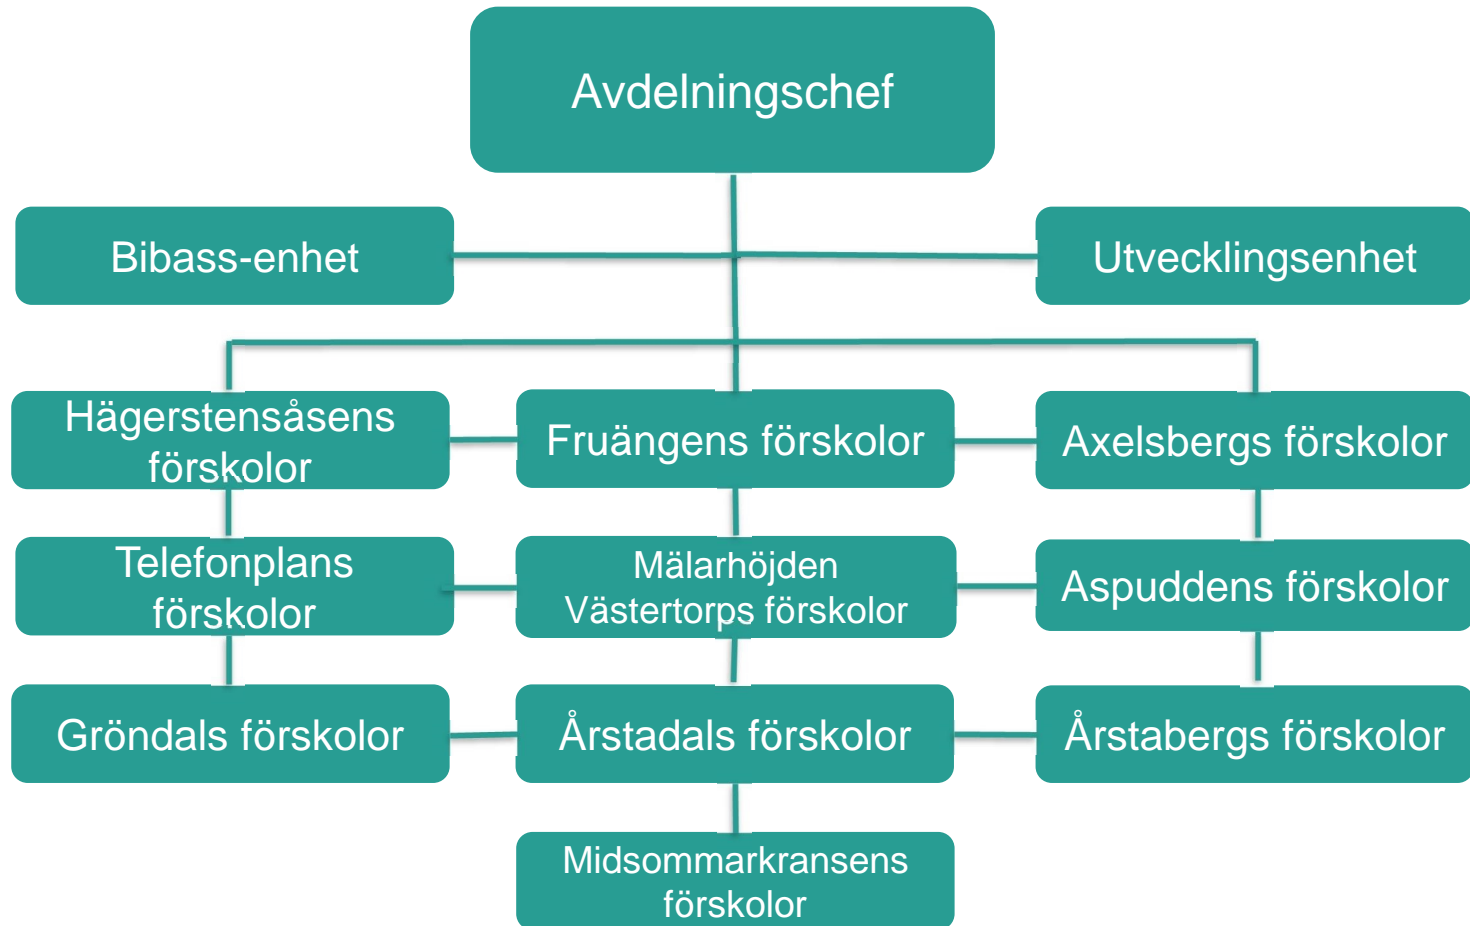 Avdelningschef
Bibass-enhet
Utvecklingsenhet
Hägerstensåsens
förskolor
Fruängens förskolor
Axelsbergs förskolor
Telefonplans
förskolor
Mälarhöjden
Västertorps förskolor
Aspuddens förskolor
Gröndals förskolor
Årstadals förskolor
Årstabergs förskolor
Midsommarkransens
förskolor